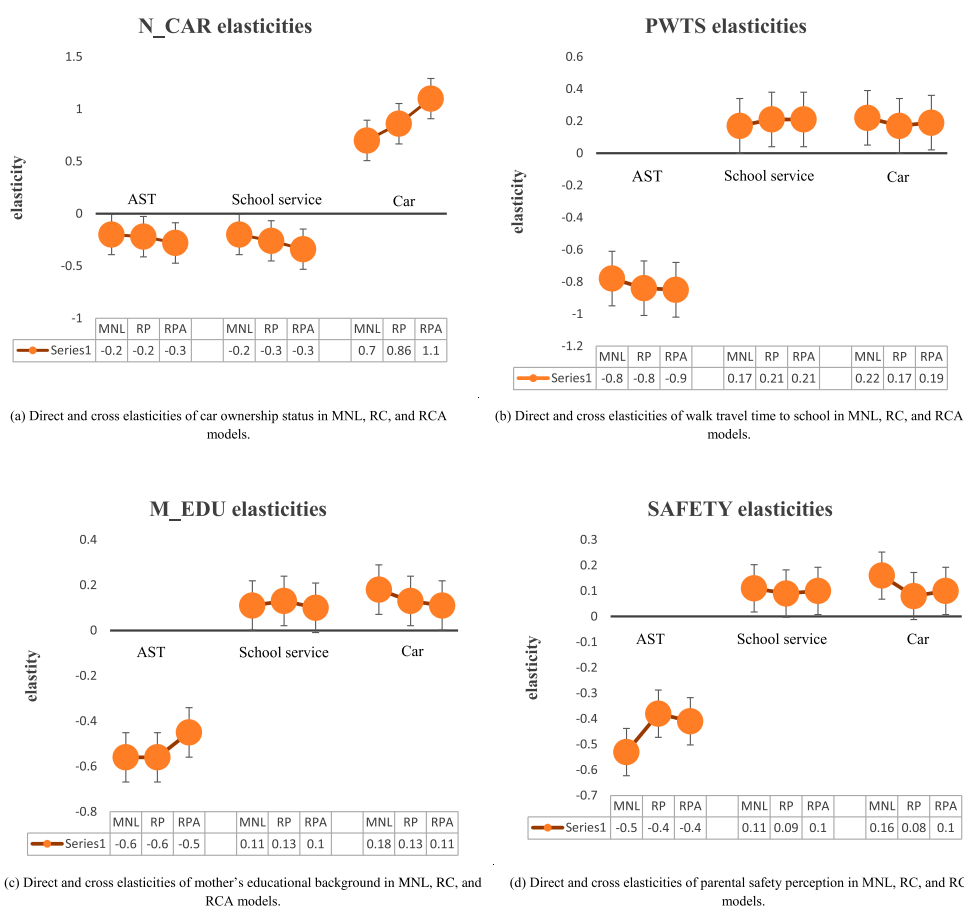 N_CAR elasticities
1.5
1
0.5
0
-0.5
-1
elasticity
AST
School service
Car
MNL RP RPA MNL RP RPA MNL RP RPA
Series1 -0.2 -0.2 -0.3 -0.2 -0.3 -0.3 0.7 0.86 1.1
(a) Direct and cross elasticities of car ownership status in MNL, RC, and RCA
models.
PWTS elasticities
0.6
0.4
0.2
0
-0.2
-0.4
-0.6
-0.8
-1
-1.2
elasticity
AST
School service
Car
MNL RP RPA MNL RP RPA MNL RP RPA
Series1 -0.8 -0.8 -0.9 0.17 0.21 0.21 0.22 0.17 0.19
(b) Direct and cross elasticities of walk travel time to school in MNL, RC, and RCA
models.
M_EDU elasticities
0.4
0.2
0
-0.2
-0.4
-0.6
-0.8
elastity
AST
School service
Car
MNL RP RPA MNL RP RPA MNL RP RPA
Series1 -0.6 -0.6 -0.5 0.11 0.13 0.1 0.18 0.13 0.11
(c) Direct and cross elasticities of mother's educational background in MNL, RC, and
RCA models.
SAFETY elasticities
0.3
0.2
0.1
0
-0.1
-0.2
-0.3
-0.4
-0.5
-0.6
-0.7
elasticity
AST
School service
Car
MNL RP RPA MNL RP RPA MNL RP RPA
Series1 -0.5 -0.4 -0.4 0.11 0.09 0.1 0.16 0.08 0.1
(d) Direct and cross elasticities of parental safety perception in MNL, RC, and
models.